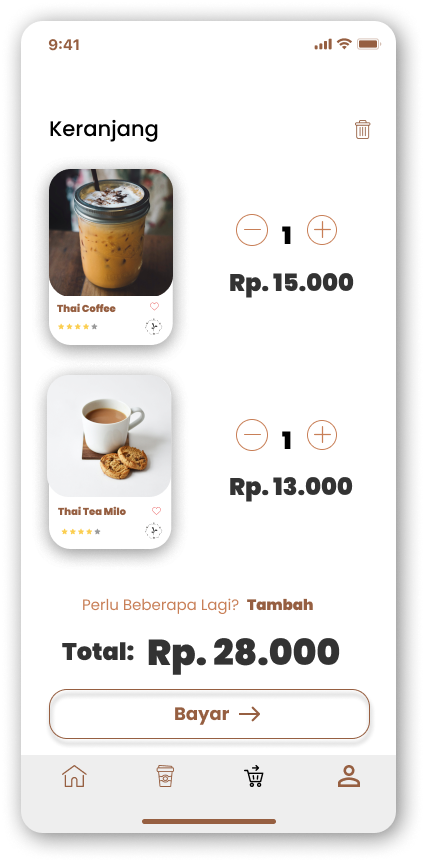 9:41
Keranjang
1
Rp. 15.000
Thai Coffee
1
Rp. 13.000
Thai Tea Milo
Perlu Beberapa Lagi? Tambah
Total: Rp. 28.000
Bayar →